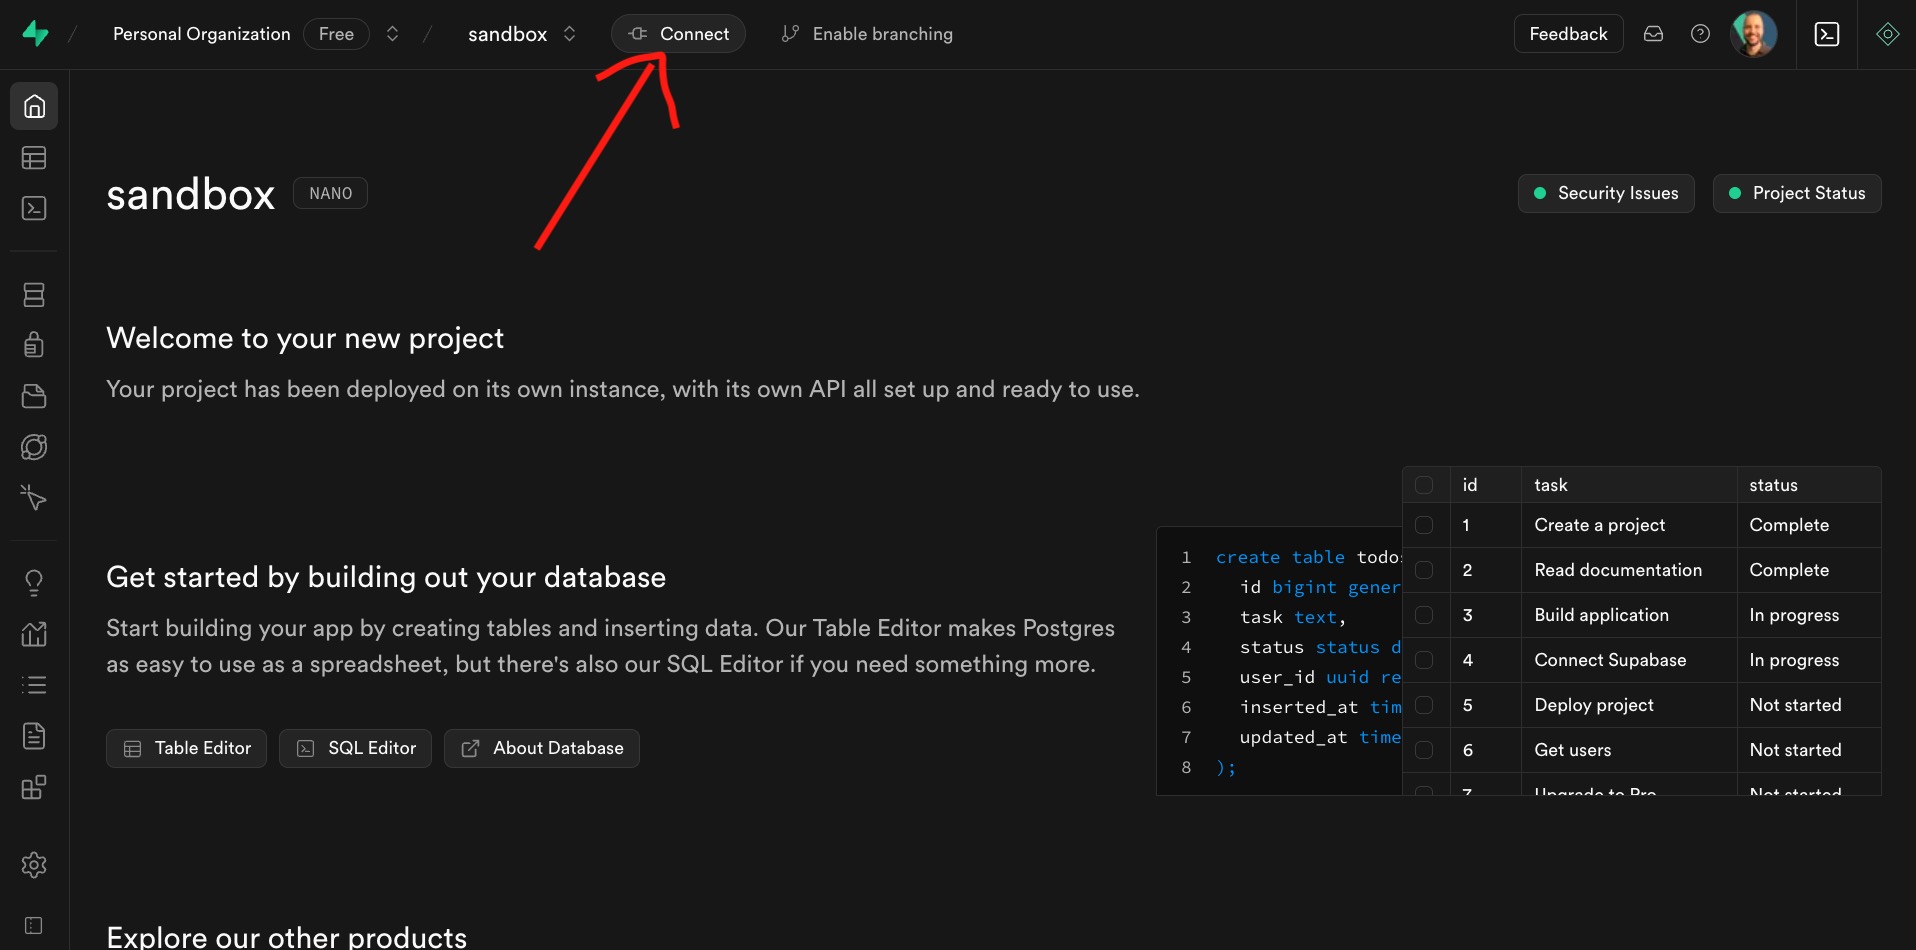 Personal Organization Free sandbox Connect Enable branching Feedback
sandbox NANO Security Issues Project Status
Welcome to your new project
Your project has been deployed on its own instance, with its own API all set up and ready to use.
Get started by building out your database
Start building your app by creating tables and inserting data. Our Table Editor makes Postgres
as easy to use as a spreadsheet, but there's also our SQL Editor if you need something more.
Table Editor SQL Editor About Database
1 create table todos
2 id bigint gener
3 task text,
4 status status d
5 user_id uuid re
6 inserted_at tim
7 updated_at time
8 );
id task status
1 Create a project Complete
2 Read documentation Complete
3 Build application In progress
4 Connect Supabase In progress
5 Deploy project Not started
6 Get users Not started
7 Upgrade to Pro Not started
Explore our other products